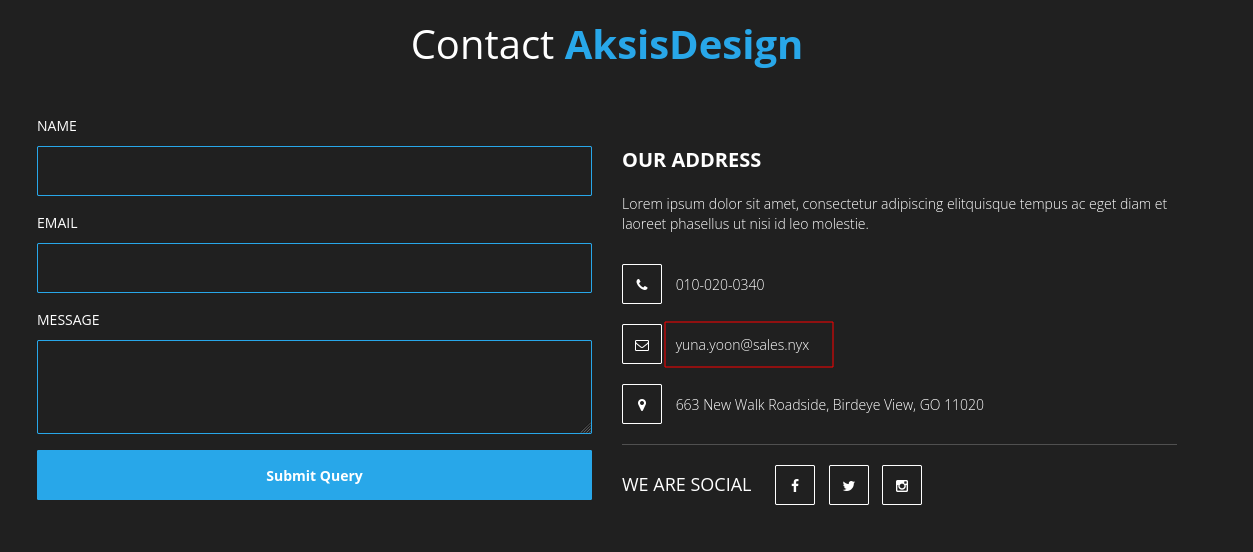 Contact AksisDesign
NAME
EMAIL
MESSAGE
Submit Query
OUR ADDRESS
Lorem ipsum dolor sit amet, consectetur adipiscing elitquisque tempus ac eget diam et
laoreet phasellus ut nisi id leo molestie.
010-020-0340
yuna.yoon@sales.nyx
663 New Walk Roadside, Birdeye View, GO 11020
WE ARE SOCIAL